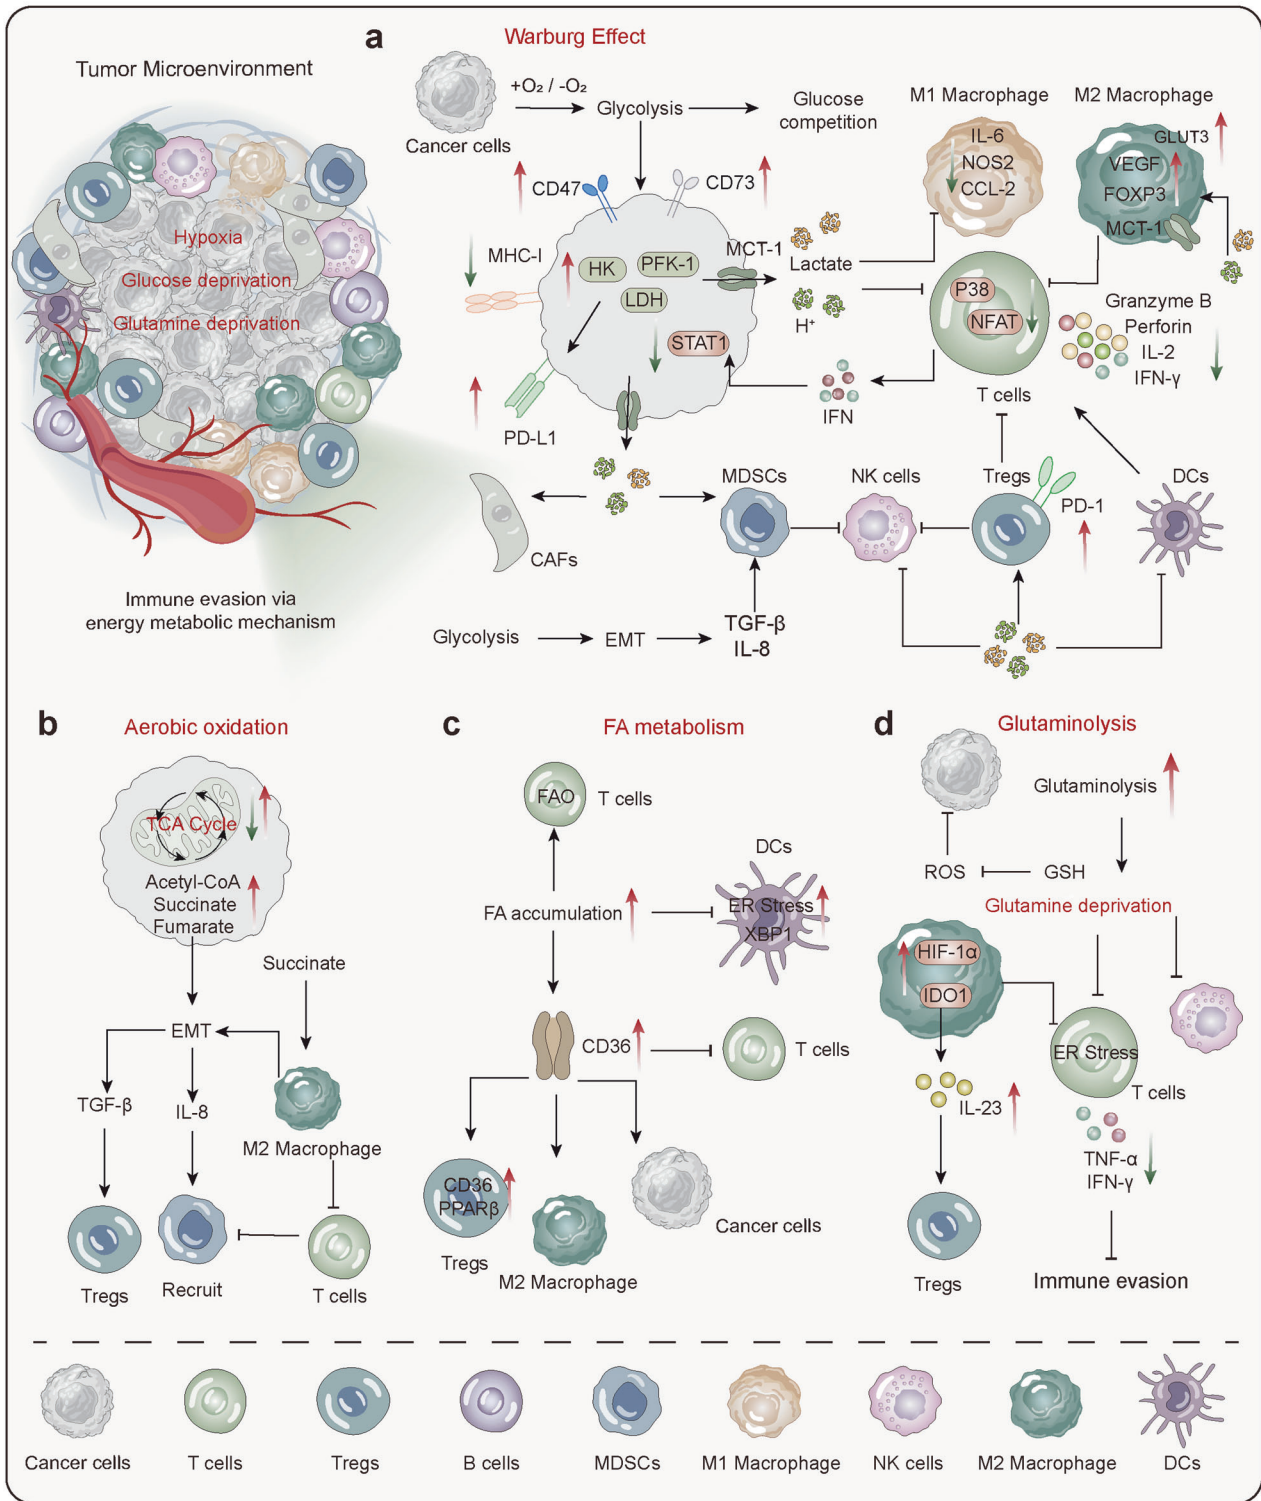 Tumor Microenvironment
Hypoxia
Glucose deprivation
Glutamine deprivation
Immune evasion via
energy metabolic mechanism
a
Warburg Effect
Cancer cells
+O₂ / -O₂
Glycolysis
Glucose
competition
CD47
CD73
MHC-I
HK
PFK-1
LDH
STAT1
MCT-1
Lactate
H⁺
PD-L1
M1 Macrophage
IL-6
NOS2
CCL-2
M2 Macrophage
GLUT3
VEGF
FOXP3
MCT-1
P38
NFAT
T cells
Granzyme B
Perforin
IL-2
IFN-γ
IFN
CAFs
MDSCs
NK cells
Tregs
PD-1
DCs
Glycolysis
EMT
TGF-β
IL-8
b
Aerobic oxidation
TCA Cycle
Acetyl-CoA
Succinate
Fumarate
Succinate
EMT
TGF-β
IL-8
M2 Macrophage
Tregs
Recruit
T cells
c
FA metabolism
FAO
T cells
DCs
FA accumulation
ER Stress
XBP1
CD36
T cells
CD36
PPARβ
Tregs
M2 Macrophage
Cancer cells
d
Glutaminolysis
Glutaminolysis
ROS
GSH
Glutamine deprivation
HIF-1α
IDO1
ER Stress
T cells
IL-23
TNF-α
IFN-γ
Tregs
Immune evasion
Cancer cells
T cells
Tregs
B cells
MDSCs
M1 Macrophage
NK cells
M2 Macrophage
DCs